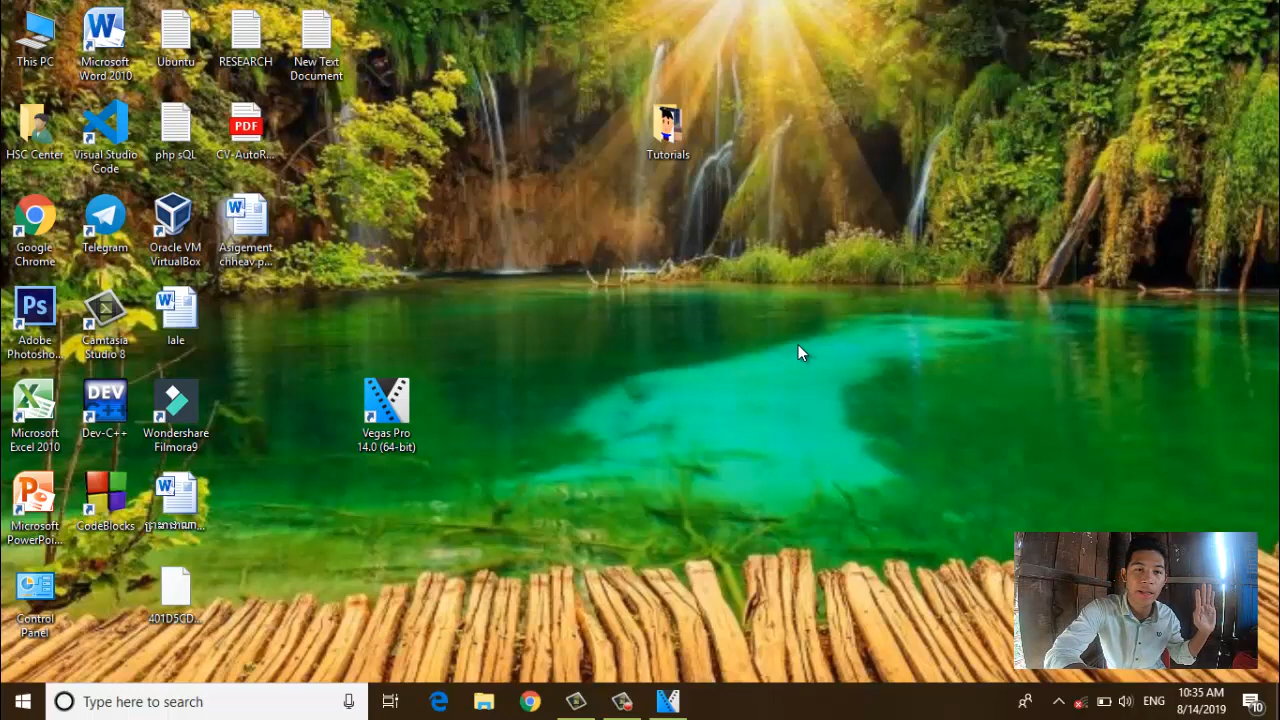 This PC
Microsoft
Word 2010
Ubuntu
RESEARCH
New Text
Document
HSC Center
Visual Studio
Code
php sQL
PDF
CV-AutoR...
Tutorials
Google
Chrome
Telegram
Oracle VM
VirtualBox
Asigement
chheav.p...
Ps
Adobe
Photosho...
Camtasia
Studio 8
lale
Microsoft
Excel 2010
DEV
C++
Dev-C++
Wondershare
Filmora9
Vegas Pro
14.0 (64-bit)
Microsoft
PowerPoi...
CodeBlocks
Control
Panel
401D5CD...
Type here to search
ENG
10:35 AM
8/14/2019
10